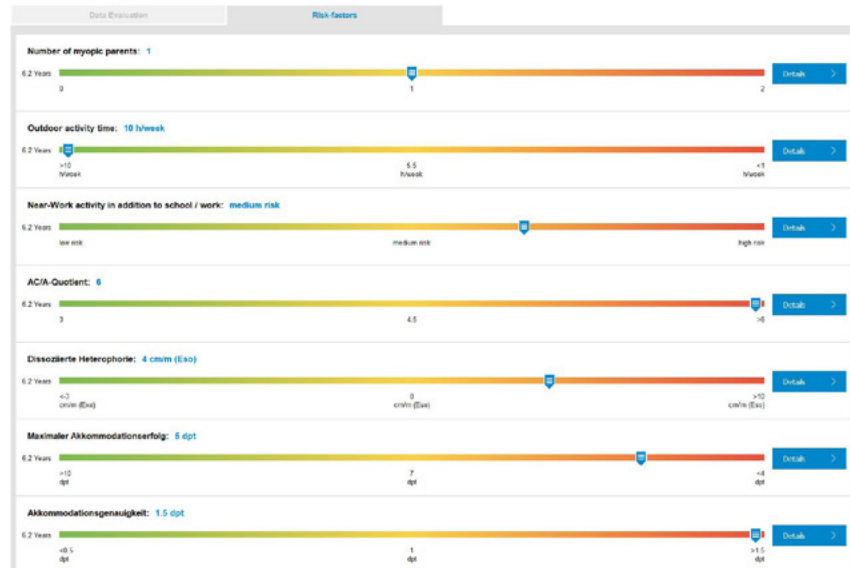 Data Evaluation Risk-factors
Number of myopic parents: 1
6.2 Years Details
0 1 2
Outdoor activity time: 10 h/week
6.2 Years Details
>10 5.5 <1
h/week h/week h/week
Near-Work activity in addition to school / work: medium risk
6.2 Years Details
low risk medium risk high risk
AC/A-Quotient: 6
6.2 Years Details
3 4.5 >6
Dissoziierte Heterophorie: 4 cm/m (Eso)
6.2 Years Details
<-3 0 >10
cm/m (Exo) cm/m (Eso) cm/m (Eso)
Maximaler Akkommodationserfolg: 5 dpt
6.2 Years Details
>10 7 <4
dpt dpt dpt
Akkommodationsgenauigkeit: 1.5 dpt
6.2 Years Details
<0.5 1 >1.5
dpt dpt dpt